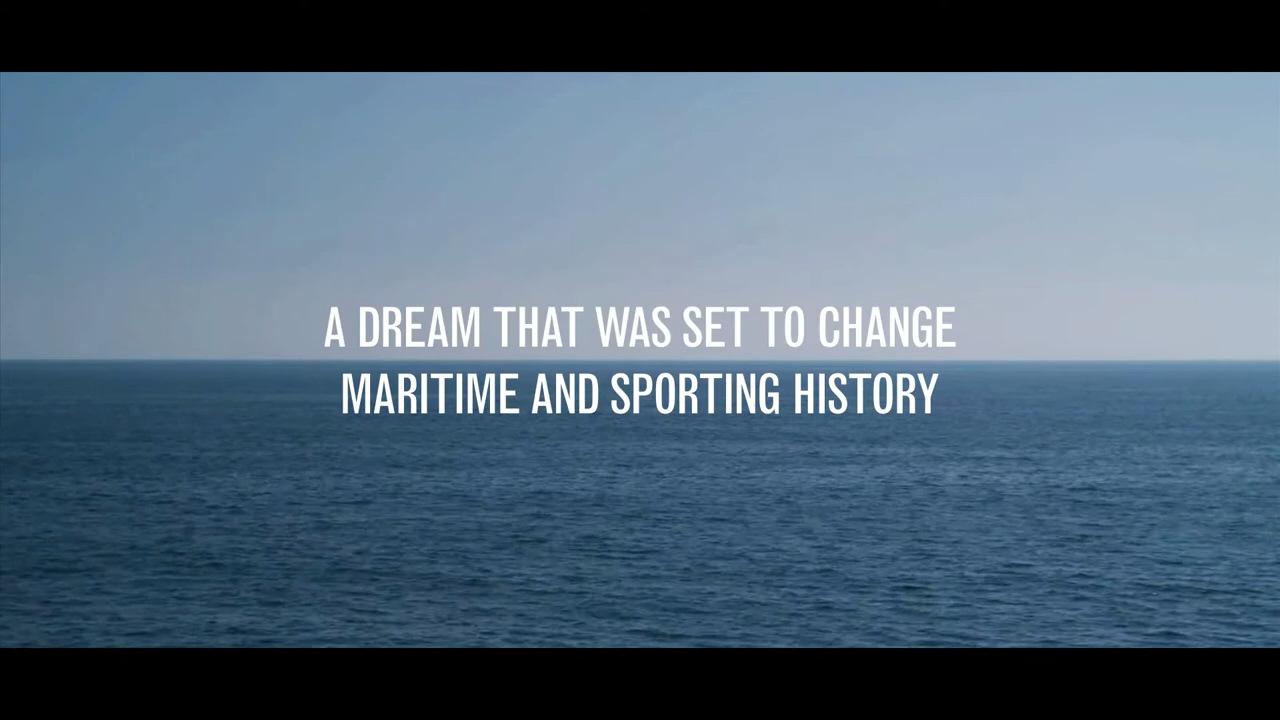 A DREAM THAT WAS SET TO CHANGE
MARITIME AND SPORTING HISTORY